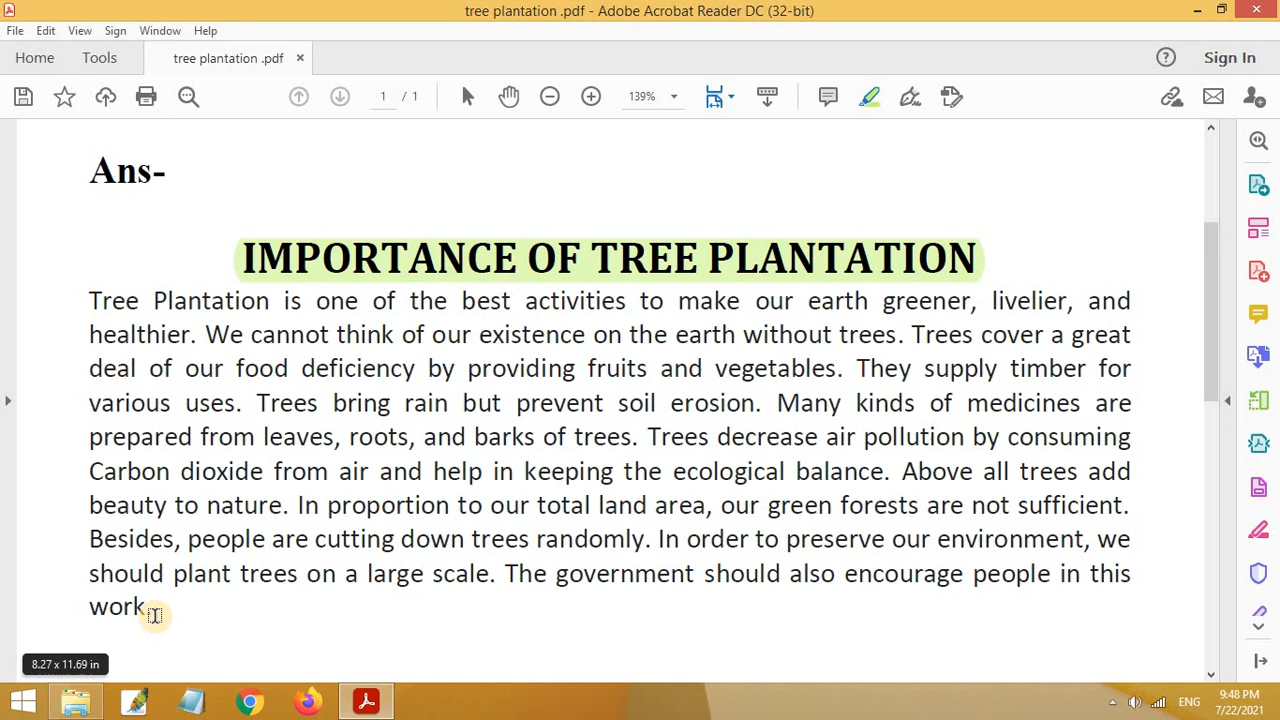 tree plantation .pdf - Adobe Acrobat Reader DC (32-bit)
File Edit View Sign Window Help
Home Tools tree plantation .pdf × Sign In
1 / 1 139%
Ans-
IMPORTANCE OF TREE PLANTATION
Tree Plantation is one of the best activities to make our earth greener, livelier, and
healthier. We cannot think of our existence on the earth without trees. Trees cover a great
deal of our food deficiency by providing fruits and vegetables. They supply timber for
various uses. Trees bring rain but prevent soil erosion. Many kinds of medicines are
prepared from leaves, roots, and barks of trees. Trees decrease air pollution by consuming
Carbon dioxide from air and help in keeping the ecological balance. Above all trees add
beauty to nature. In proportion to our total land area, our green forests are not sufficient.
Besides, people are cutting down trees randomly. In order to preserve our environment, we
should plant trees on a large scale. The government should also encourage people in this
work.
8.27 x 11.69 in
ENG 9:48 PM
7/22/2021